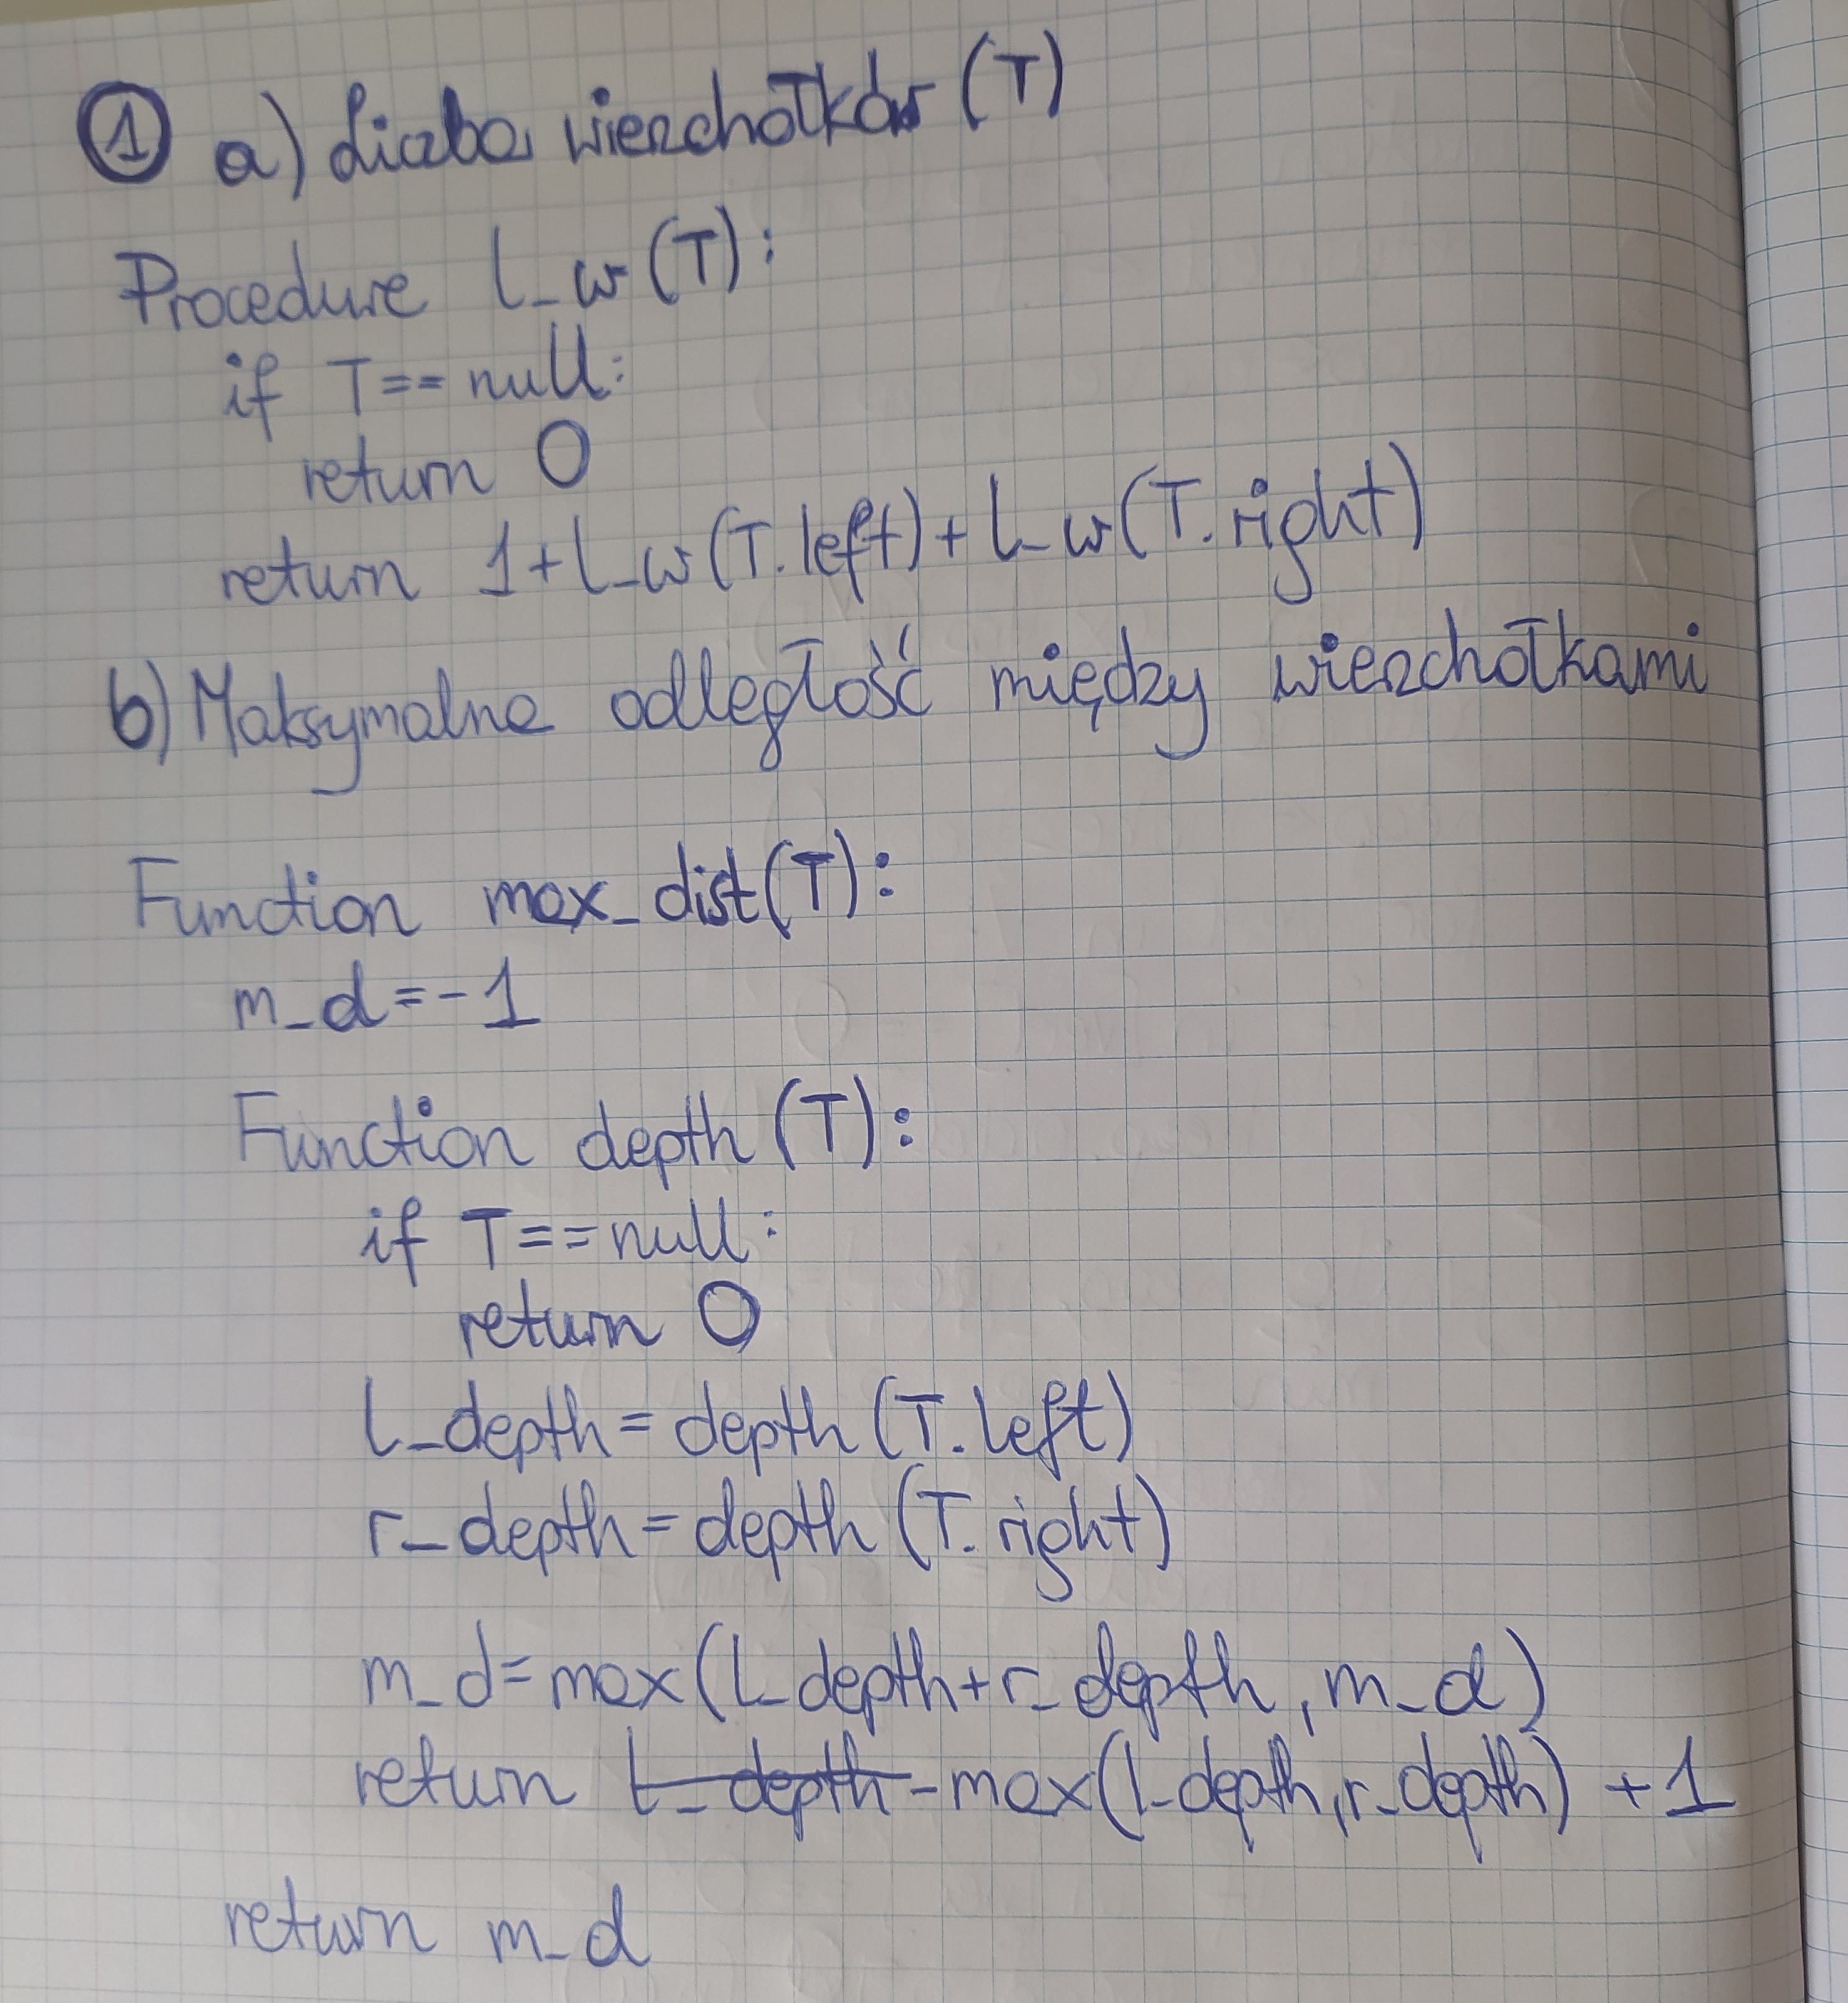 ① a) Liczba wierzchołków (T)
Procedure l_w(T):
if T == null:
return 0
return 1+l_w(T.left)+l_w(T.right)
b) Maksymalna odległość między wierzchołkami
Function max_dist(T):
m_d=-1
Function depth(T):
if T==null:
return 0
l_depth=depth(T.left)
r_depth=depth(T.right)
m_d=max(l_depth+r_depth, m_d)
return l_depth-max(l_depth,r_depth) +1
return m_d